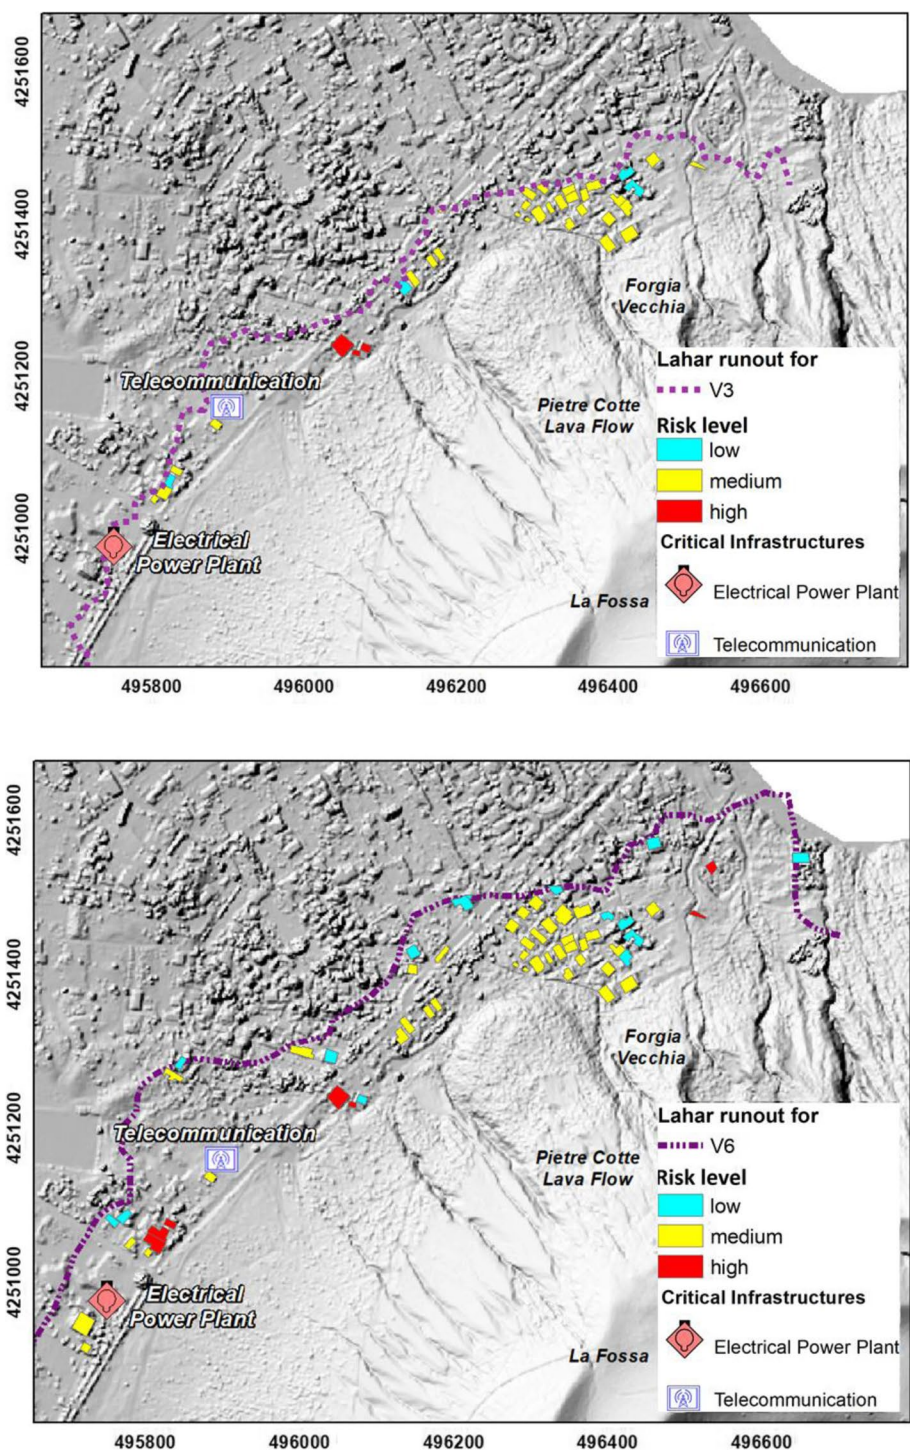 4251600
4251400
4251200
4251000
Telecommunication
Electrical
Power Plant
Forgia
Vecchia
Pietre Cotte
Lava Flow
La Fossa
Lahar runout for
V3
Risk level
low
medium
high
Critical Infrastructures
Electrical Power Plant
Telecommunication
495800 496000 496200 496400 496600
4251600
4251400
4251200
4251000
Telecommunication
Electrical
Power Plant
Forgia
Vecchia
Pietre Cotte
Lava Flow
La Fossa
Lahar runout for
V6
Risk level
low
medium
high
Critical Infrastructures
Electrical Power Plant
Telecommunication
495800 496000 496200 496400 496600